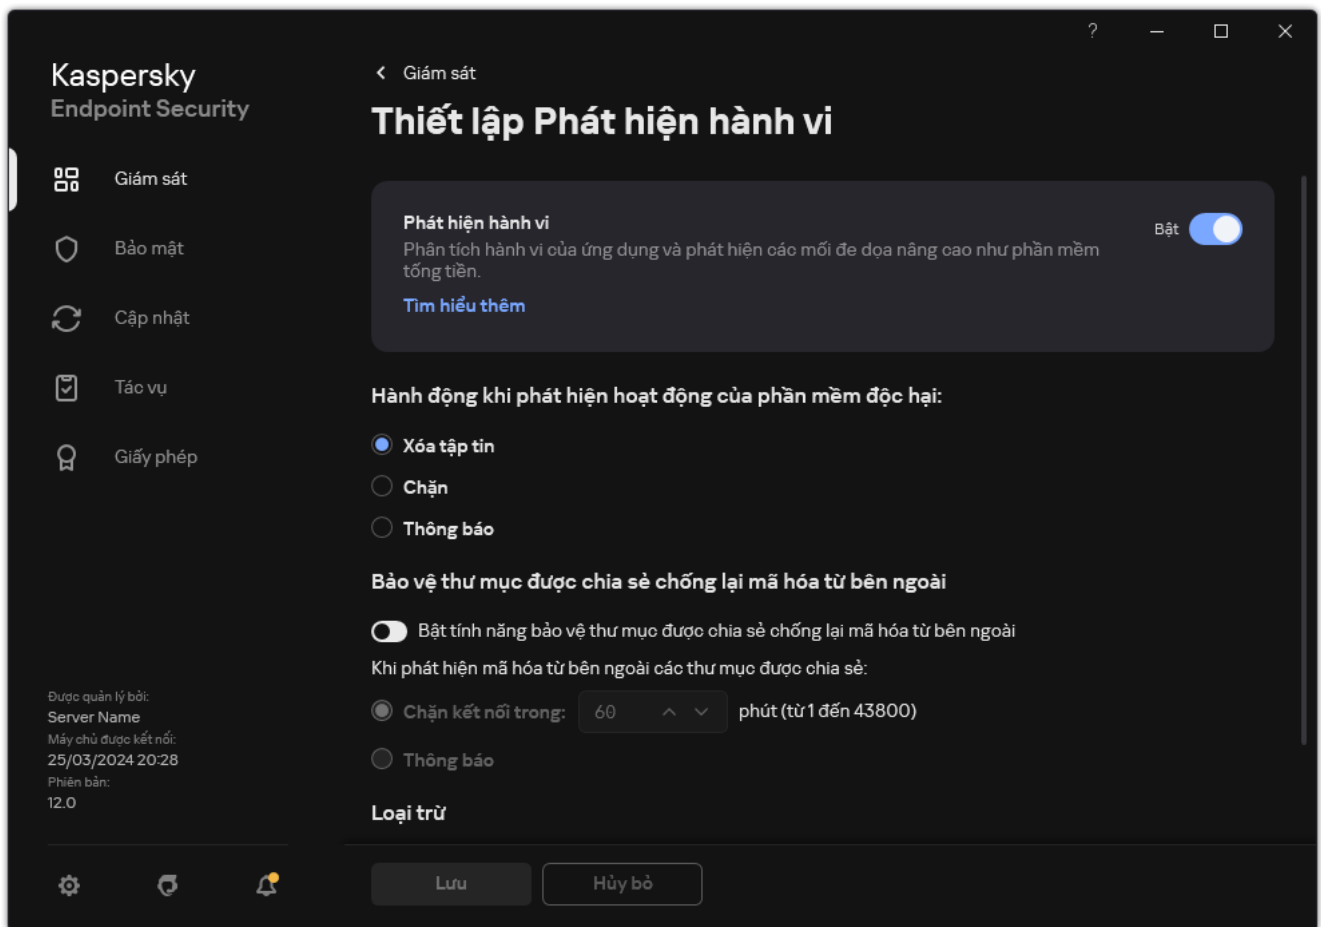 ?
Kaspersky
Endpoint Security
Giám sát
Bảo mật
Cập nhật
Tác vụ
Giấy phép
Được quản lý bởi:
Server Name
Máy chủ được kết nối:
25/03/2024 20:28
Phiên bản:
12.0
Giám sát
Thiết lập Phát hiện hành vi
Phát hiện hành vi
Bật
Phân tích hành vi của ứng dụng và phát hiện các mối đe dọa nâng cao như phần mềm
tống tiền.
Tìm hiểu thêm
Hành động khi phát hiện hoạt động của phần mềm độc hại:
Xóa tập tin
Chặn
Thông báo
Bảo vệ thư mục được chia sẻ chống lại mã hóa từ bên ngoài
Bật tính năng bảo vệ thư mục được chia sẻ chống lại mã hóa từ bên ngoài
Khi phát hiện mã hóa từ bên ngoài các thư mục được chia sẻ:
Chặn kết nối trong: 60 phút (từ 1 đến 43800)
Thông báo
Loại trừ
Lưu
Hủy bỏ